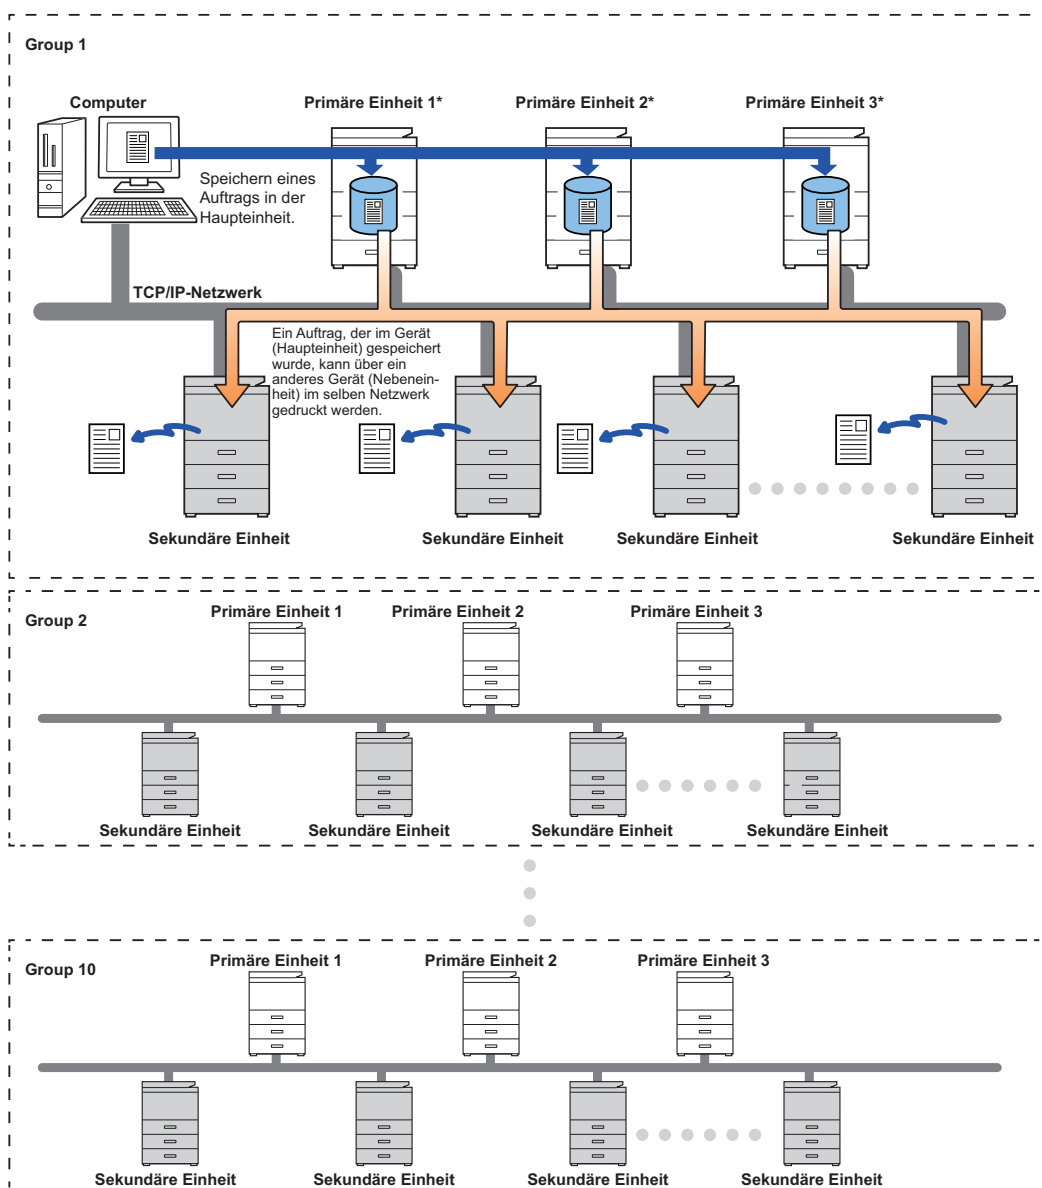 Group 1
Computer
Primäre Einheit 1*
Primäre Einheit 2*
Primäre Einheit 3*
Speichern eines
Auftrags in der
Haupteinheit.
TCP/IP-Netzwerk
Ein Auftrag, der im Gerät
(Haupteinheit) gespeichert
wurde, kann über ein
anderes Gerät (Nebenein-
heit) im selben Netzwerk
gedruckt werden.
Sekundäre Einheit
Sekundäre Einheit
Sekundäre Einheit
Sekundäre Einheit
Group 2
Primäre Einheit 1
Primäre Einheit 2
Primäre Einheit 3
Sekundäre Einheit
Sekundäre Einheit
Sekundäre Einheit
Sekundäre Einheit
Group 10
Primäre Einheit 1
Primäre Einheit 2
Primäre Einheit 3
Sekundäre Einheit
Sekundäre Einheit
Sekundäre Einheit
Sekundäre Einheit